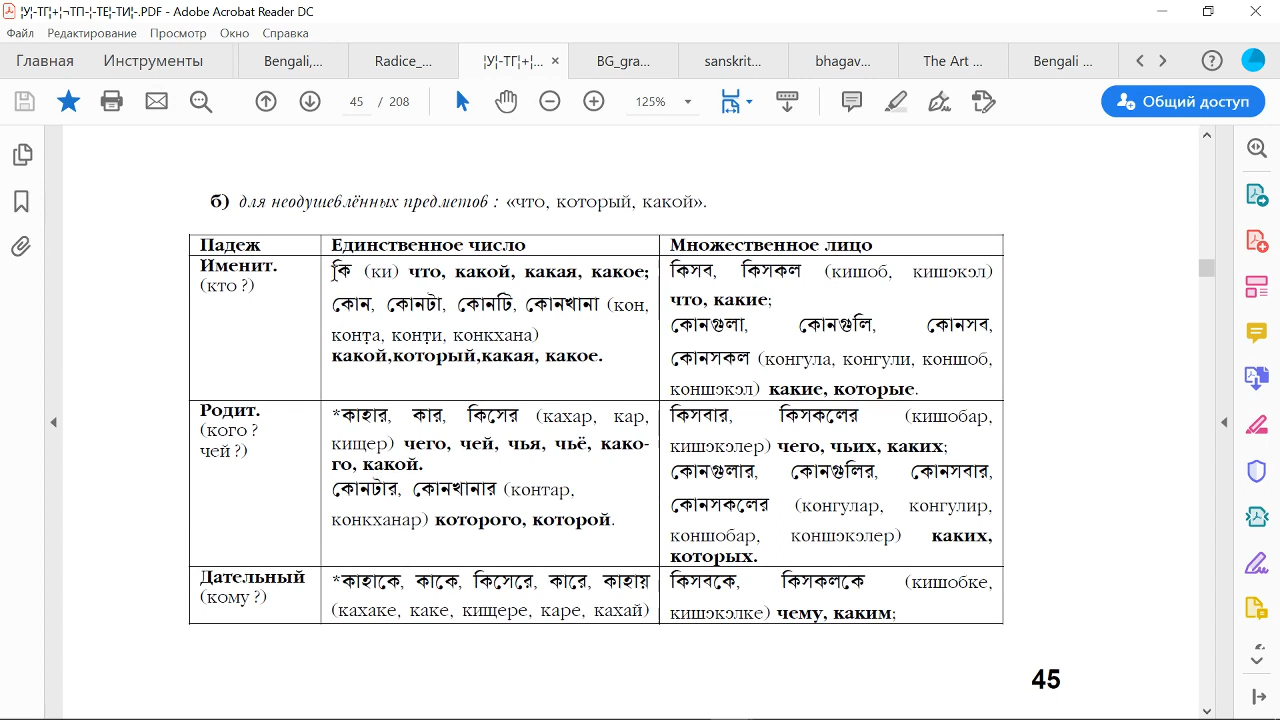 ¦У¦-ТГ¦+¦¬ТП-¦-ТЕ¦-ТИ¦-.PDF - Adobe Acrobat Reader DC
Файл Редактирование Просмотр Окно Справка
Главная Инструменты Bengali,... Radice_... ¦У¦-ТГ¦+¦... BG_gra... sanskrit... bhagav... The Art ... Bengali ...
45 / 208 125% Общий доступ
б) для неодушевлённых предметов : «что, который, какой».
Падеж Единственное число Множественное лицо
Именит.
(кто ?)
কি (ки) что, какой, какая, какое;
কোন, কোনটা, কোনটি, কোনখানা (кон,
конт̣а, конт̣и, конкхана)
какой,который,какая, какое.
কিসব, কিসকল (кишоб, кишэкэл)
что, какие;
কোনগুলা, কোনগুলি, কোনসব,
কোনসকল (конгула, конгули, коншоб,
коншэкэл) какие, которые.
Родит.
(кого ?
чей ?)
*কাহার, কার, কিসের (кахар, кар,
кищер) чего, чей, чья, чьё, како-
го, какой.
কোনটার, কোনখানার (контар,
конкханар) которого, которой.
কিসবার, কিসকলের (кишобар,
кишэкэлер) чего, чьих, каких;
কোনগুলার, কোনগুলির, কোনসবার,
কোনসকলের (конгулар, конгулир,
коншобар, коншэкэлер) каких,
которых.
Дательный
(кому ?)
*কাহাকে, কাকে, কিসেরে, কারে, কাহায়
(кахаке, каке, кищере, каре, кахай)
কিসবকে, কিসকলকে (кишобке,
кишэкэлке) чему, каким;
45